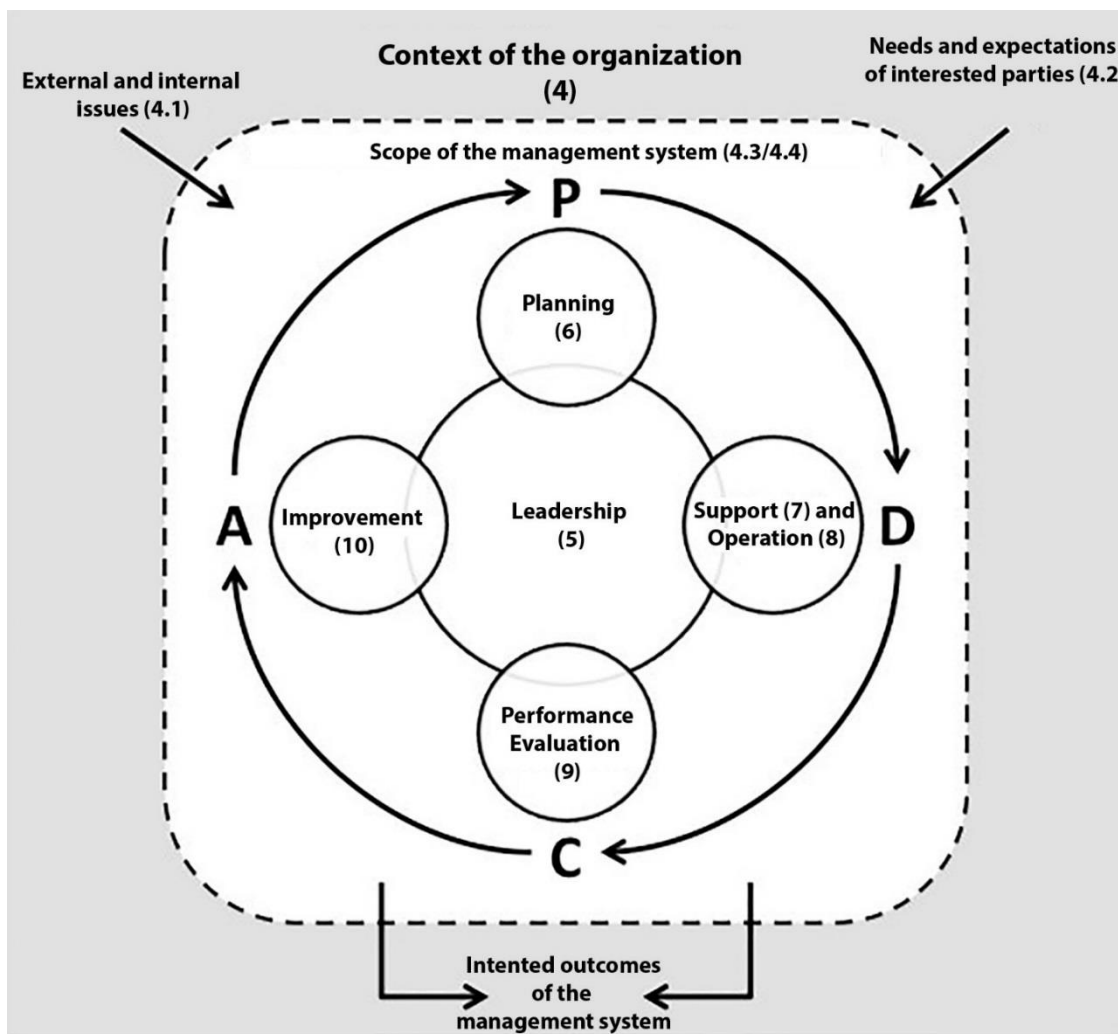 Context of the organization
(4)
External and internal
issues (4.1)
Needs and expectations
of interested parties (4.2
Scope of the management system (4.3/4.4)
P
Planning
(6)
A
Improvement
(10)
Leadership
(5)
Support (7) and
Operation (8)
D
Performance
Evaluation
(9)
C
Intented outcomes
of the
management system